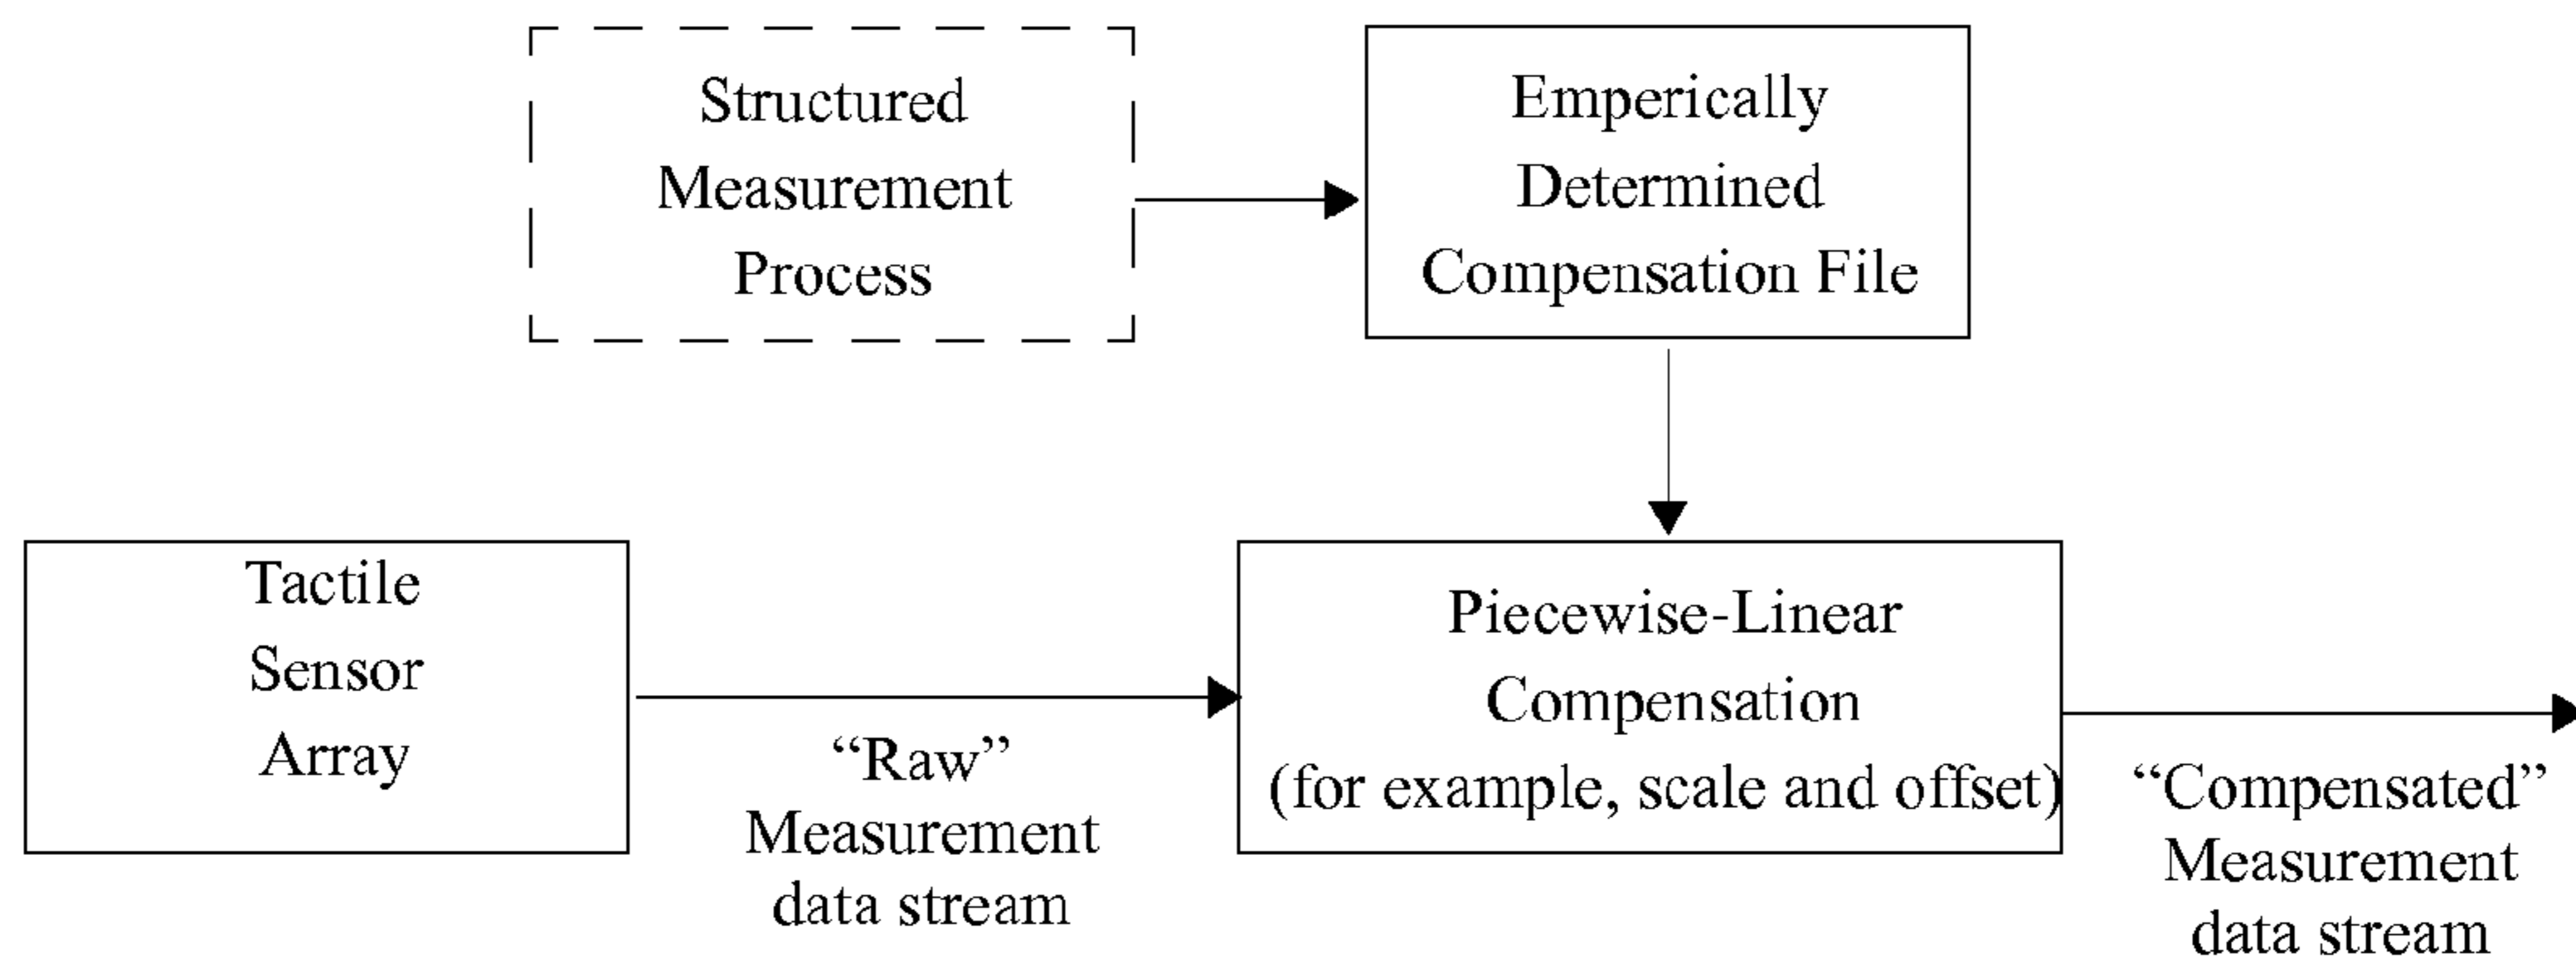 Structured
Measurement
Process
Emperically
Determined
Compensation File
Tactile
Sensor
Array
“Raw”
Measurement
data stream
Piecewise-Linear
Compensation
(for example, scale and offset)
“Compensated”
Measurement
data stream